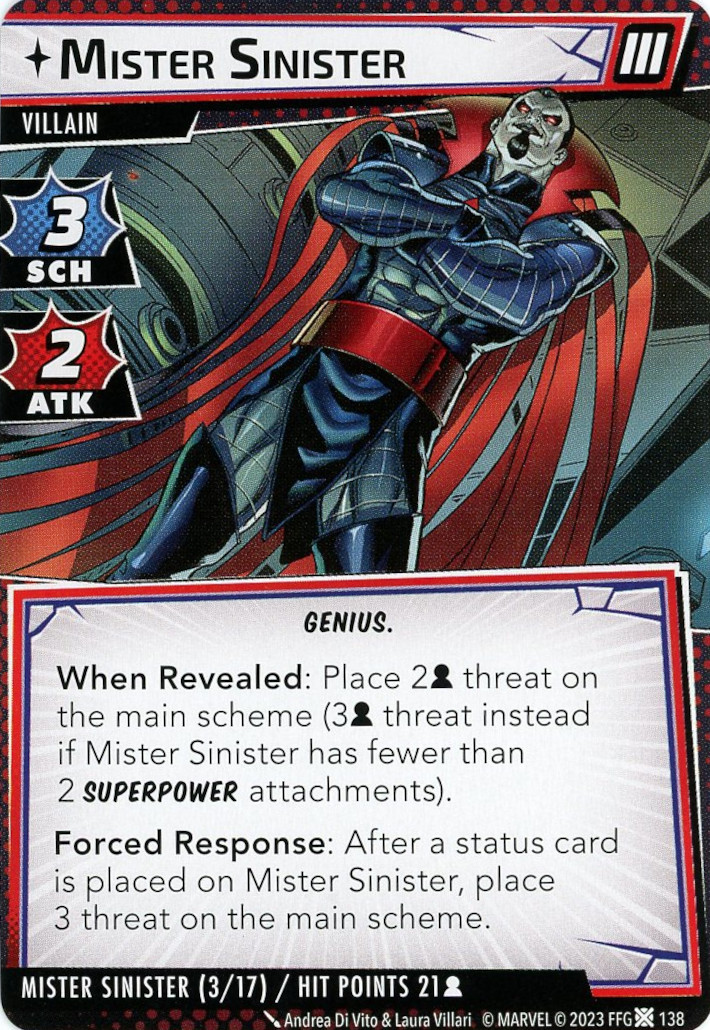 MISTER SINISTER
III
VILLAIN
3
SCH
2
ATK
GENIUS.
When Revealed: Place 2 threat on
the main scheme (3 threat instead
if Mister Sinister has fewer than
2 SUPERPOWER attachments).
Forced Response: After a status card
is placed on Mister Sinister, place
3 threat on the main scheme.
MISTER SINISTER (3/17) / HIT POINTS 21
Andrea Di Vito & Laura Villari © MARVEL © 2023 FFG 138